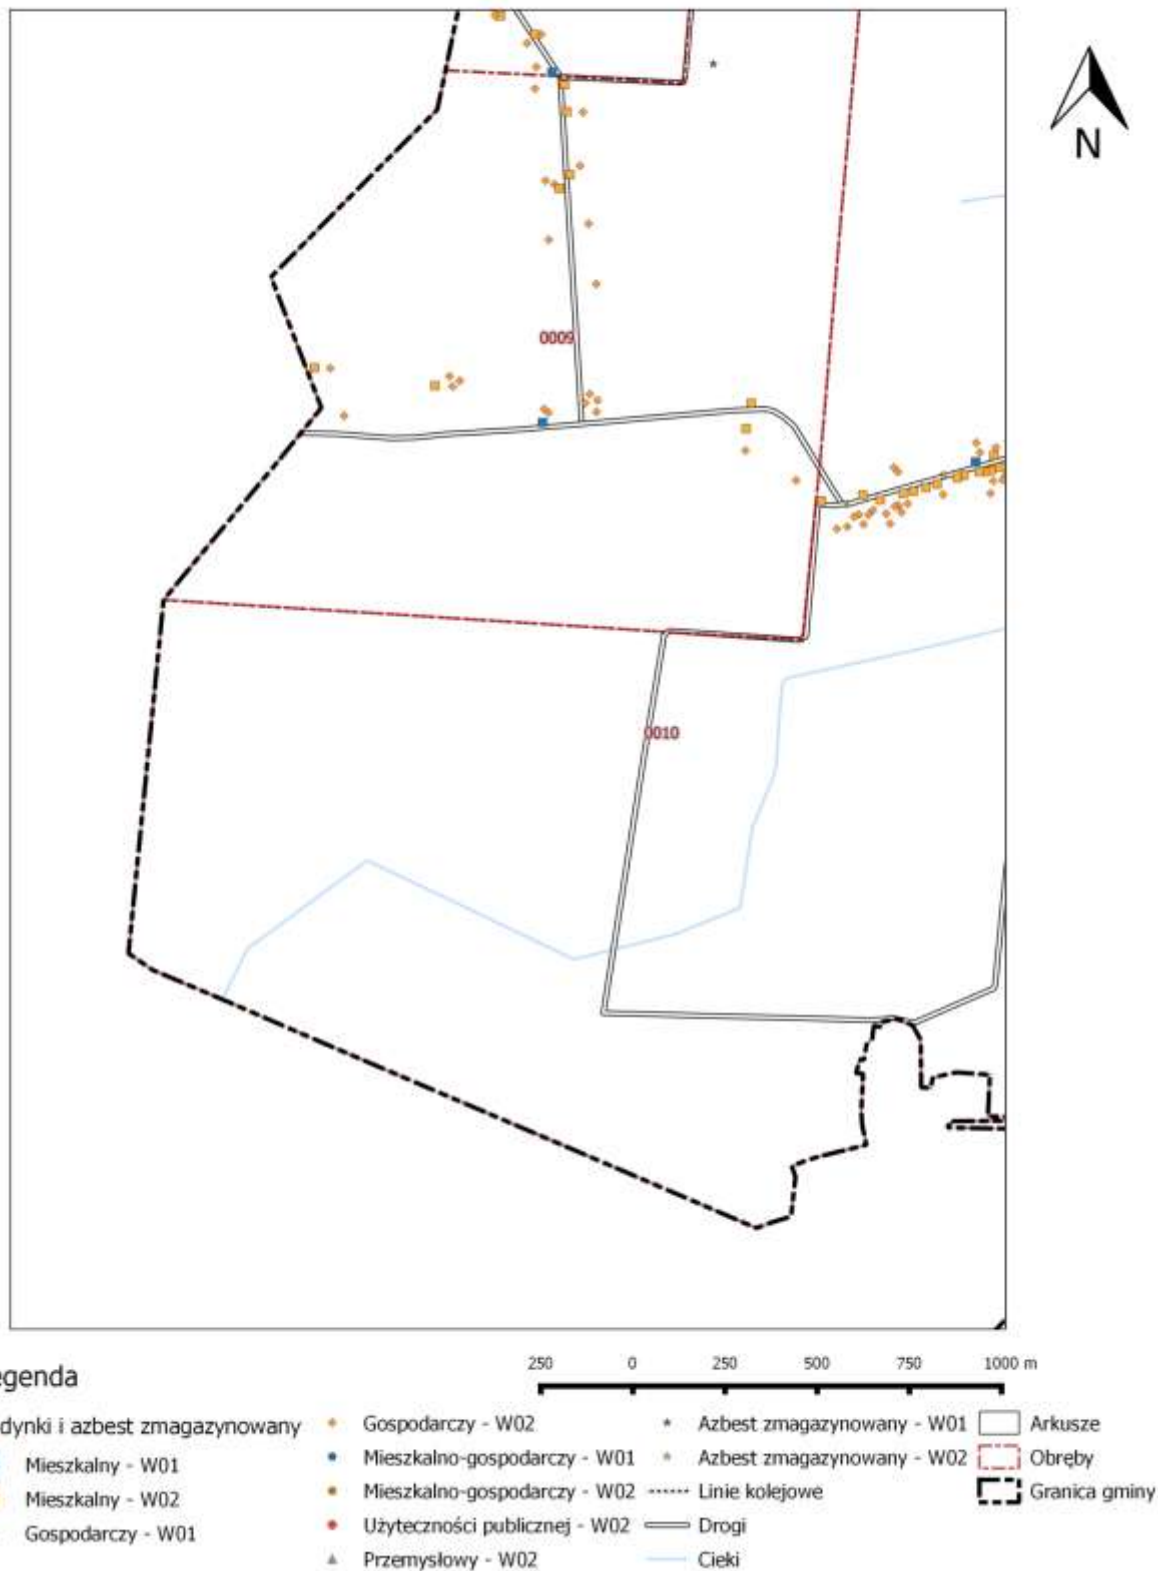 N
0009
0010
250 0 250 500 750 1000 m
egenda
dynki i azbest zmagazynowany
Mieszkalny - W01
Mieszkalny - W02
Gospodarczy - W01
Gospodarczy - W02
Mieszkalno-gospodarczy - W01
Mieszkalno-gospodarczy - W02
Użyteczności publicznej - W02
Przemysłowy - W02
Azbest zmagazynowany - W01
Azbest zmagazynowany - W02
Linie kolejowe
Drogi
Cieki
Arkusze
Obręby
Granica gminy